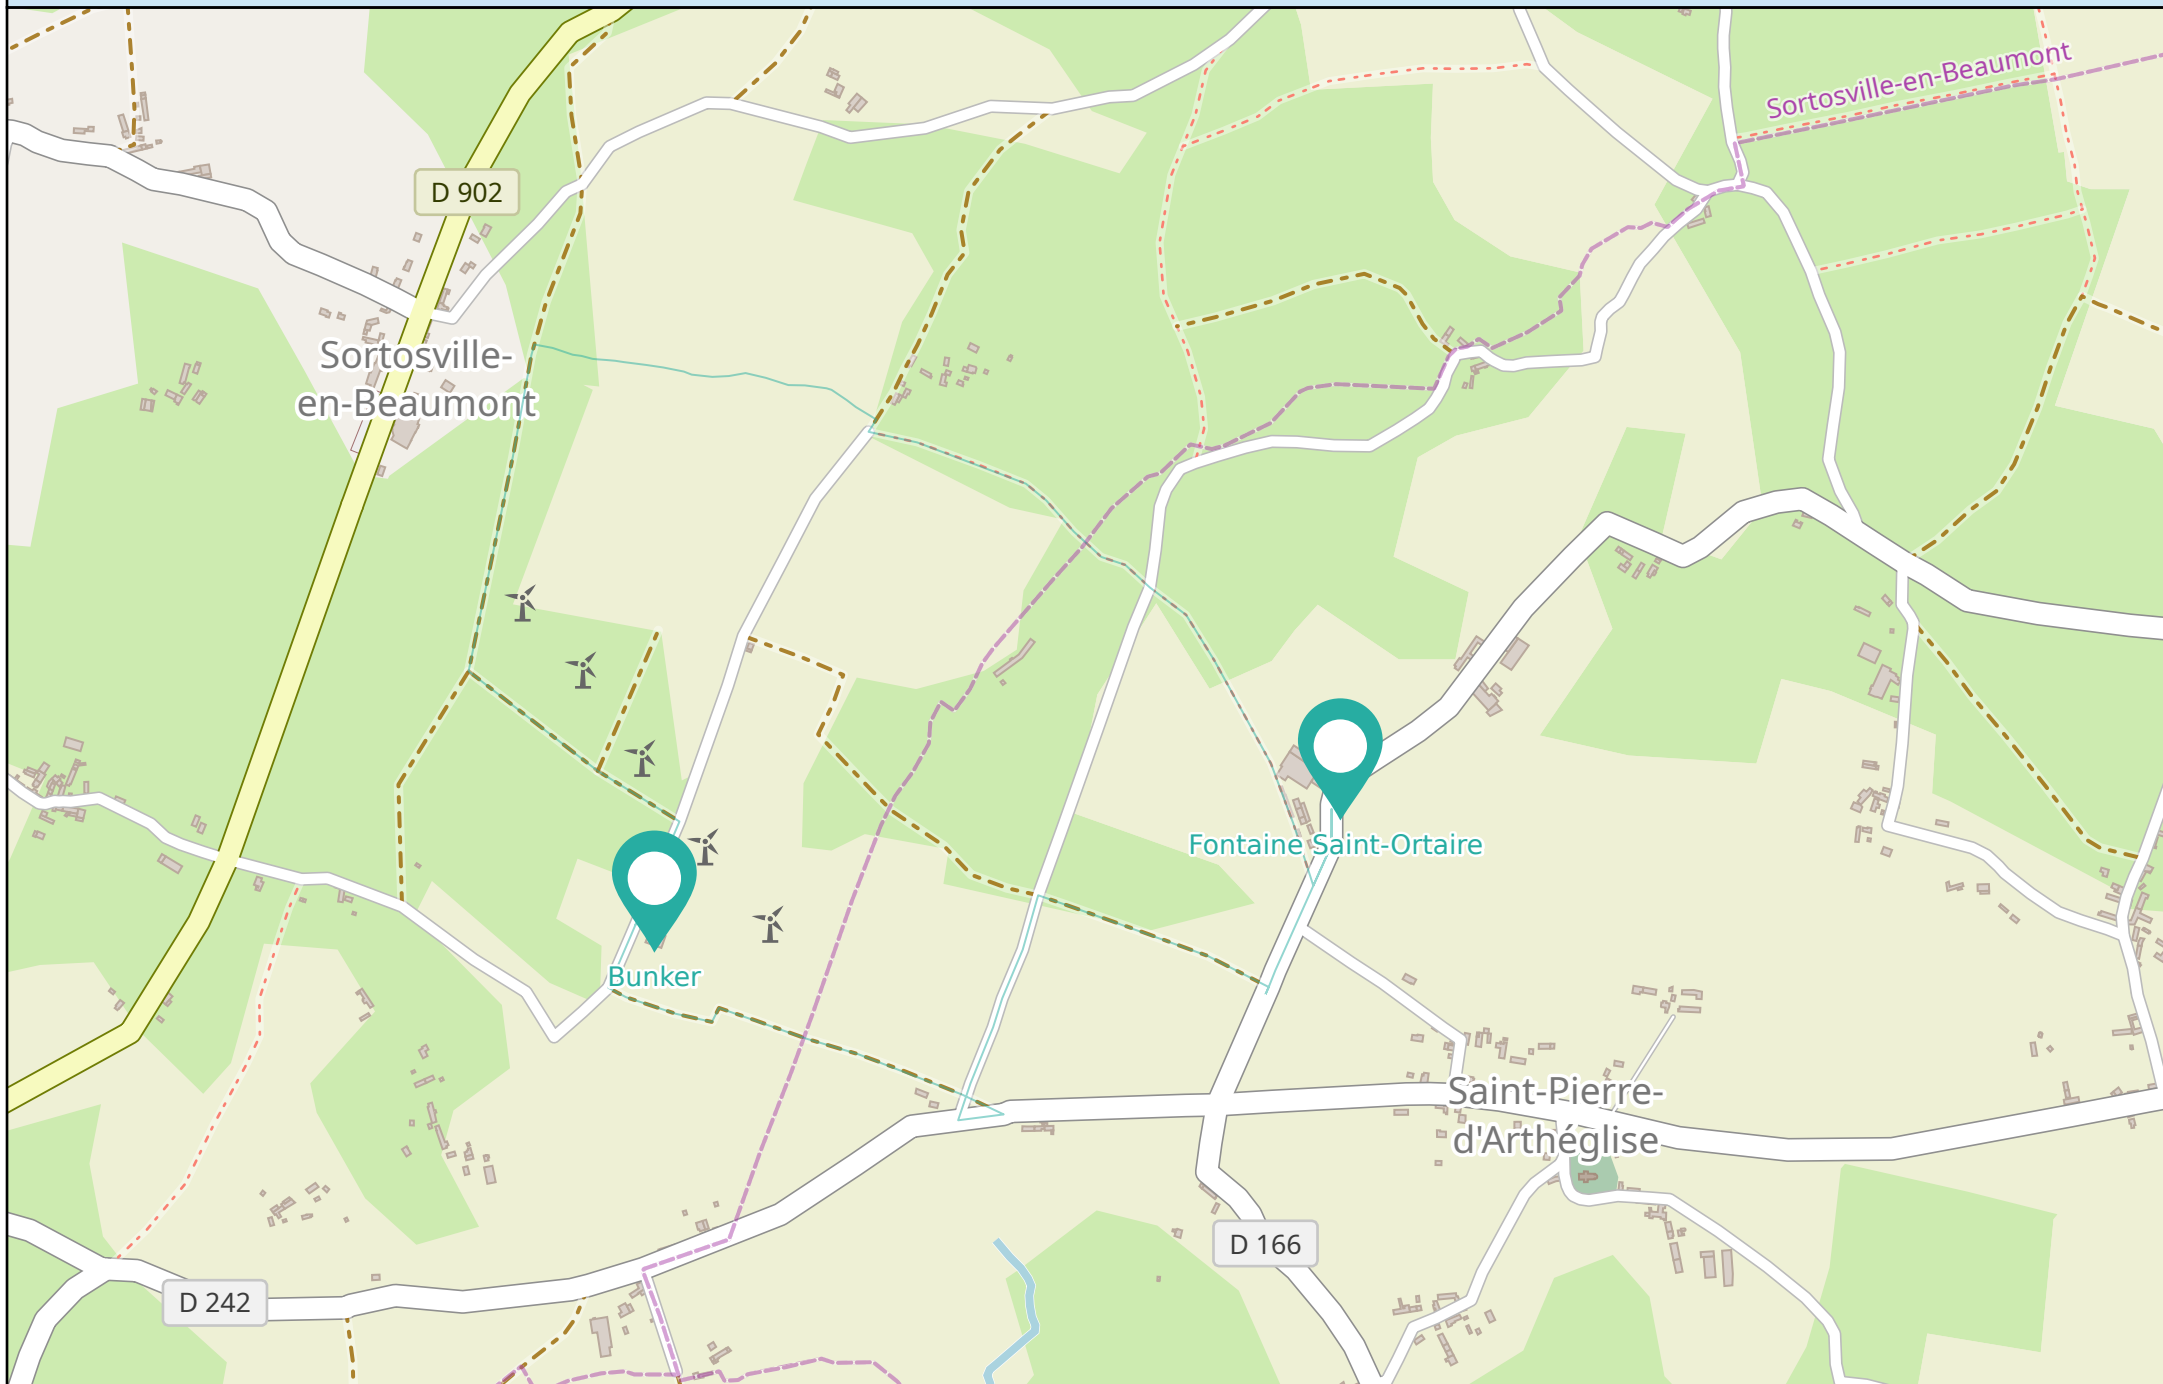 Sortosville-en-Beaumont
D 902
Sortosville-
en-Beaumont
Fontaine Saint-Ortaire
Bunker
Saint-Pierre-
d'Arthéglise
D 166
D 242